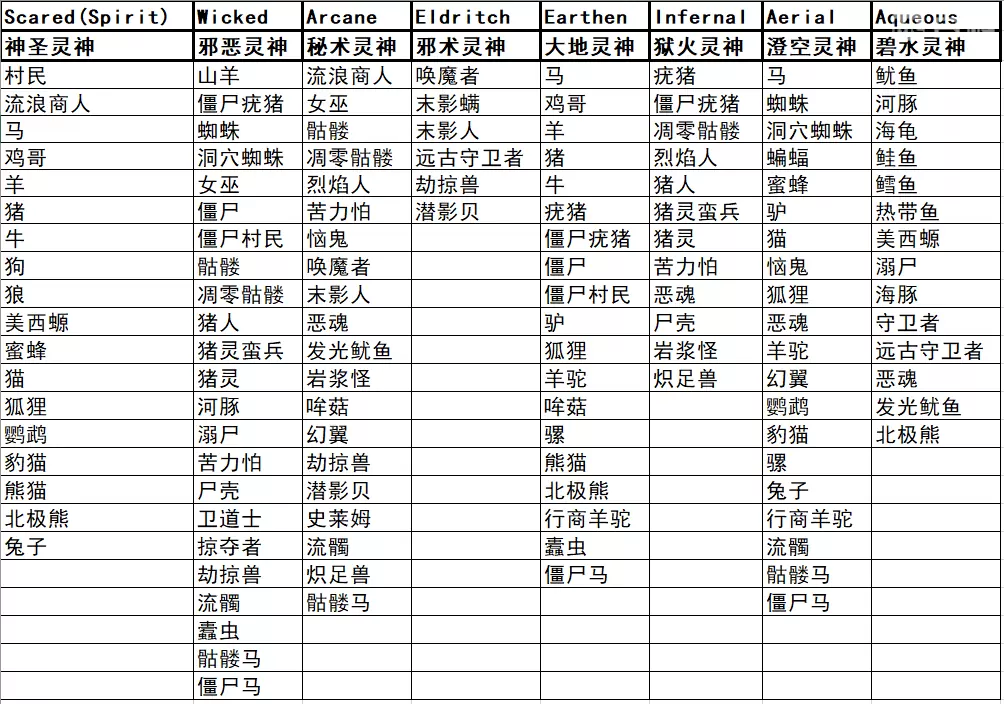 Scared(Spirit) Wicked Arcane Eldritch Earthen Infernal Aerial Aqueous
神圣灵神 邪恶灵神 秘术灵神 邪术灵神 大地灵神 狱火灵神 澄空灵神 碧水灵神
村民 山羊 流浪商人 唤魔者 马 疣猪 马 鱿鱼
流浪商人 僵尸疣猪 女巫 末影螨 鸡哥 僵尸疣猪 蜘蛛 河豚
马 蜘蛛 骷髅 末影人 羊 凋零骷髅 洞穴蜘蛛 海龟
鸡哥 洞穴蜘蛛 凋零骷髅 远古守卫者 猪 烈焰人 蝙蝠 鲑鱼
羊 女巫 烈焰人 劫掠兽 牛 猪人 蜜蜂 鳕鱼
猪 僵尸 苦力怕 潜影贝 疣猪 猪灵蛮兵 驴 热带鱼
牛 僵尸村民 恼鬼 僵尸疣猪 猪灵 猫 美西螈
狗 骷髅 唤魔者 僵尸 苦力怕 恼鬼 溺尸
狼 凋零骷髅 末影人 僵尸村民 恶魂 狐狸 海豚
美西螈 猪人 恶魂 驴 尸壳 恶魂 守卫者
蜜蜂 猪灵蛮兵 发光鱿鱼 狐狸 岩浆怪 羊驼 远古守卫者
猫 猪灵 岩浆怪 羊驼 炽足兽 幻翼 恶魂
狐狸 河豚 哞菇 哞菇 鹦鹉 发光鱿鱼
鹦鹉 溺尸 幻翼 骡 豹猫 北极熊
豹猫 苦力怕 劫掠兽 熊猫 骡
熊猫 尸壳 潜影贝 北极熊 兔子
北极熊 卫道士 史莱姆 行商羊驼 行商羊驼
兔子 掠夺者 流髑 蠹虫 流髑
劫掠兽 炽足兽 僵尸马 骷髅马
流髑 骷髅马 僵尸马
蠹虫
骷髅马
僵尸马